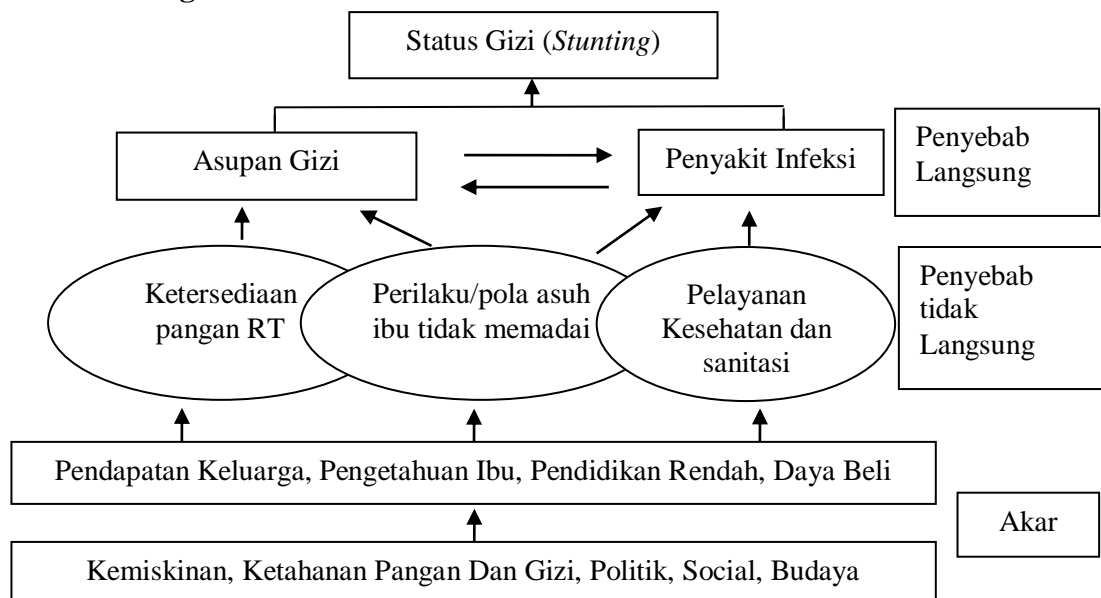 Status Gizi (Stunting)
Asupan Gizi
Penyakit Infeksi
Penyebab
Langsung
Ketersediaan
pangan RT
Perilaku/pola asuh
ibu tidak memadai
Pelayanan
Kesehatan dan
sanitasi
Penyebab
tidak
Langsung
Pendapatan Keluarga, Pengetahuan Ibu, Pendidikan Rendah, Daya Beli
Akar
Kemiskinan, Ketahanan Pangan Dan Gizi, Politik, Social, Budaya